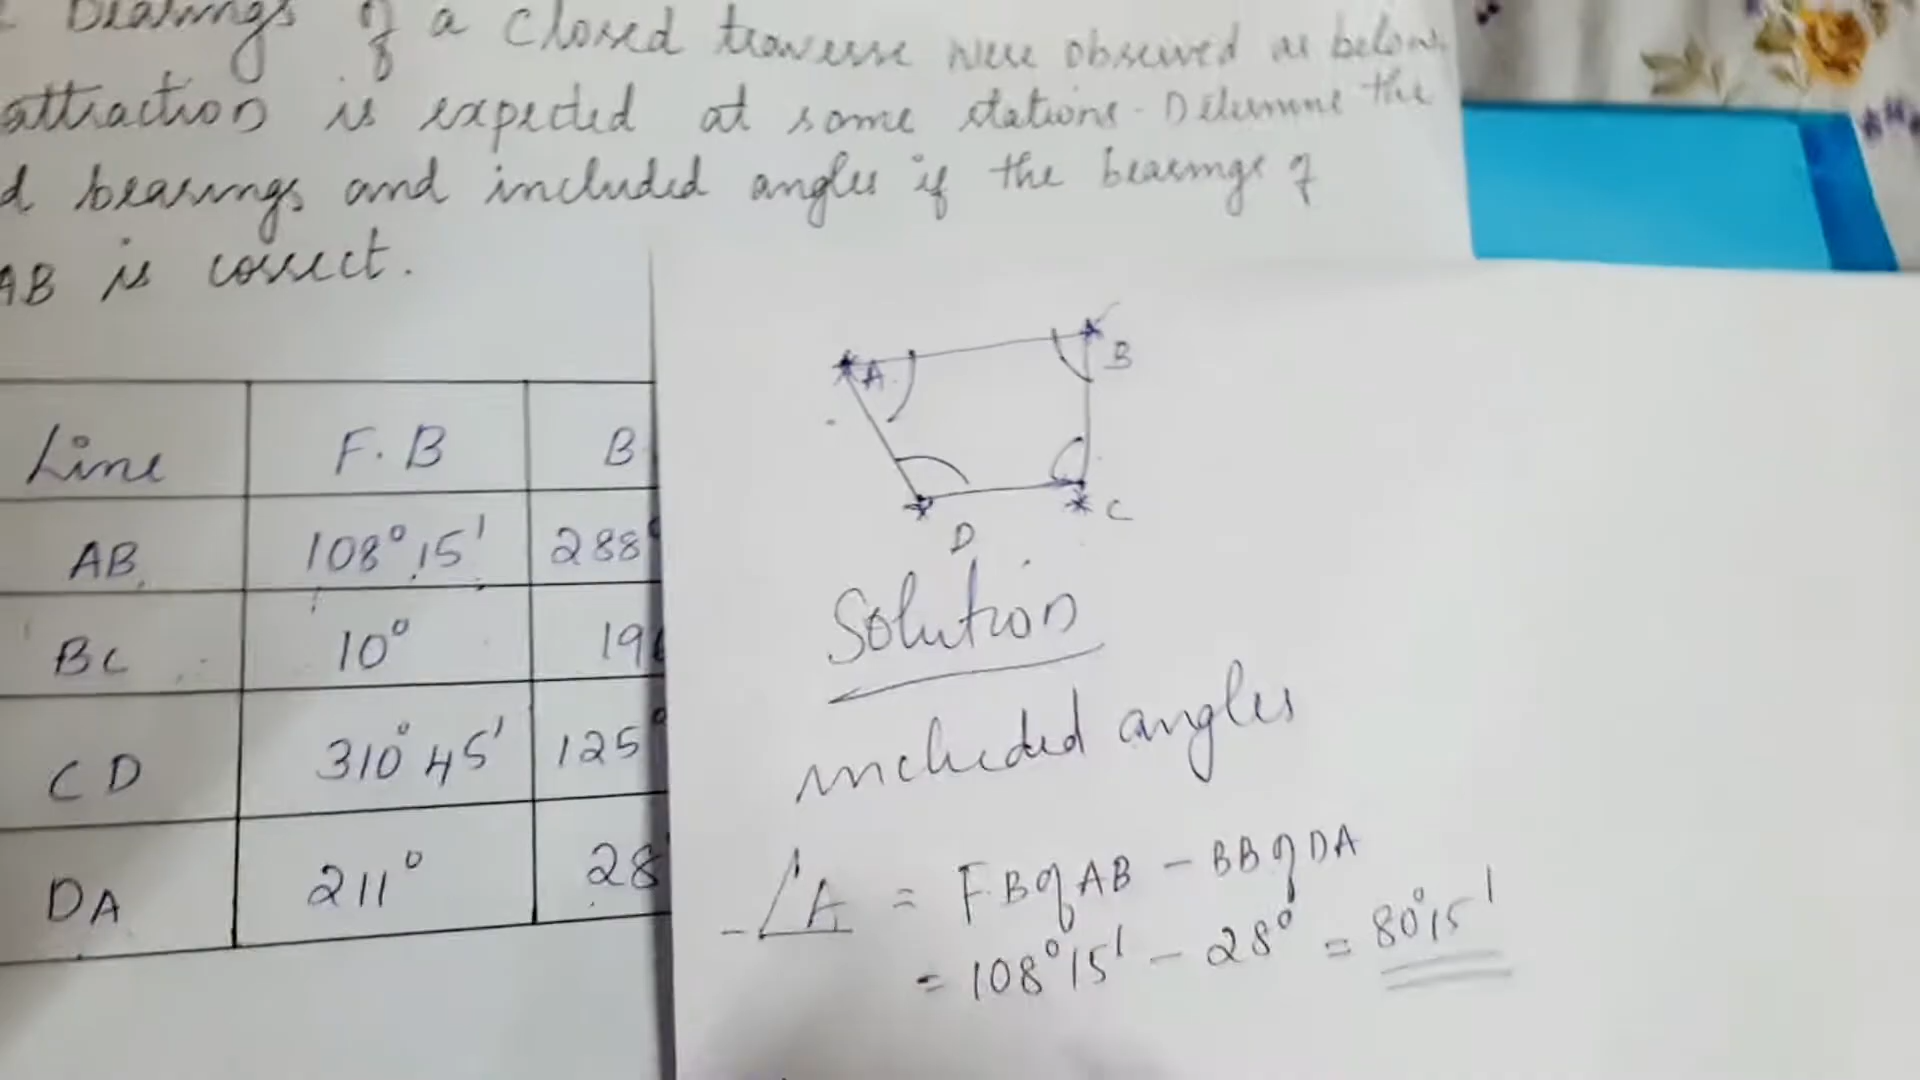 Bearings of a closed traverse were observed as below
attraction is expected at some stations. Determine the
d bearings and included angles if the bearings of
AB is correct.
Line F.B B
AB 108° 15' 288°
BC 10° 19
CD 310° 45' 125°
DA 211° 28
A
B
C
D
Solution
included angles
∠A = F.B of AB - BB of DA
= 108°15' - 28° = 80°15'